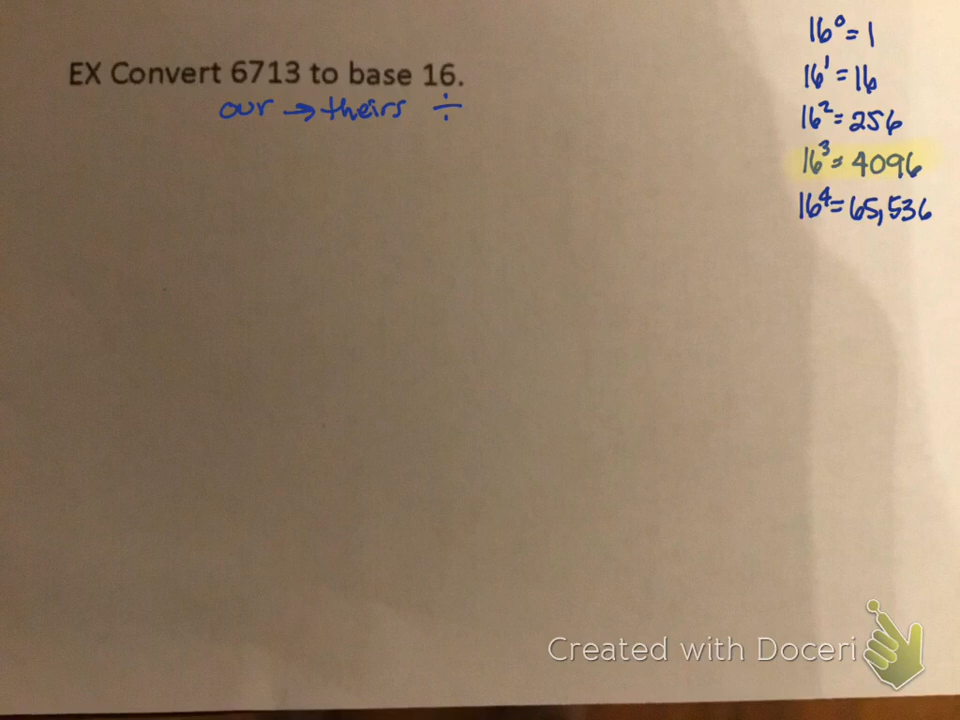 EX Convert 6713 to base 16.
our → theirs ÷
16⁰ = 1
16¹ = 16
16² = 256
16³ = 4096
16⁴ = 65,536
Created with Doceri